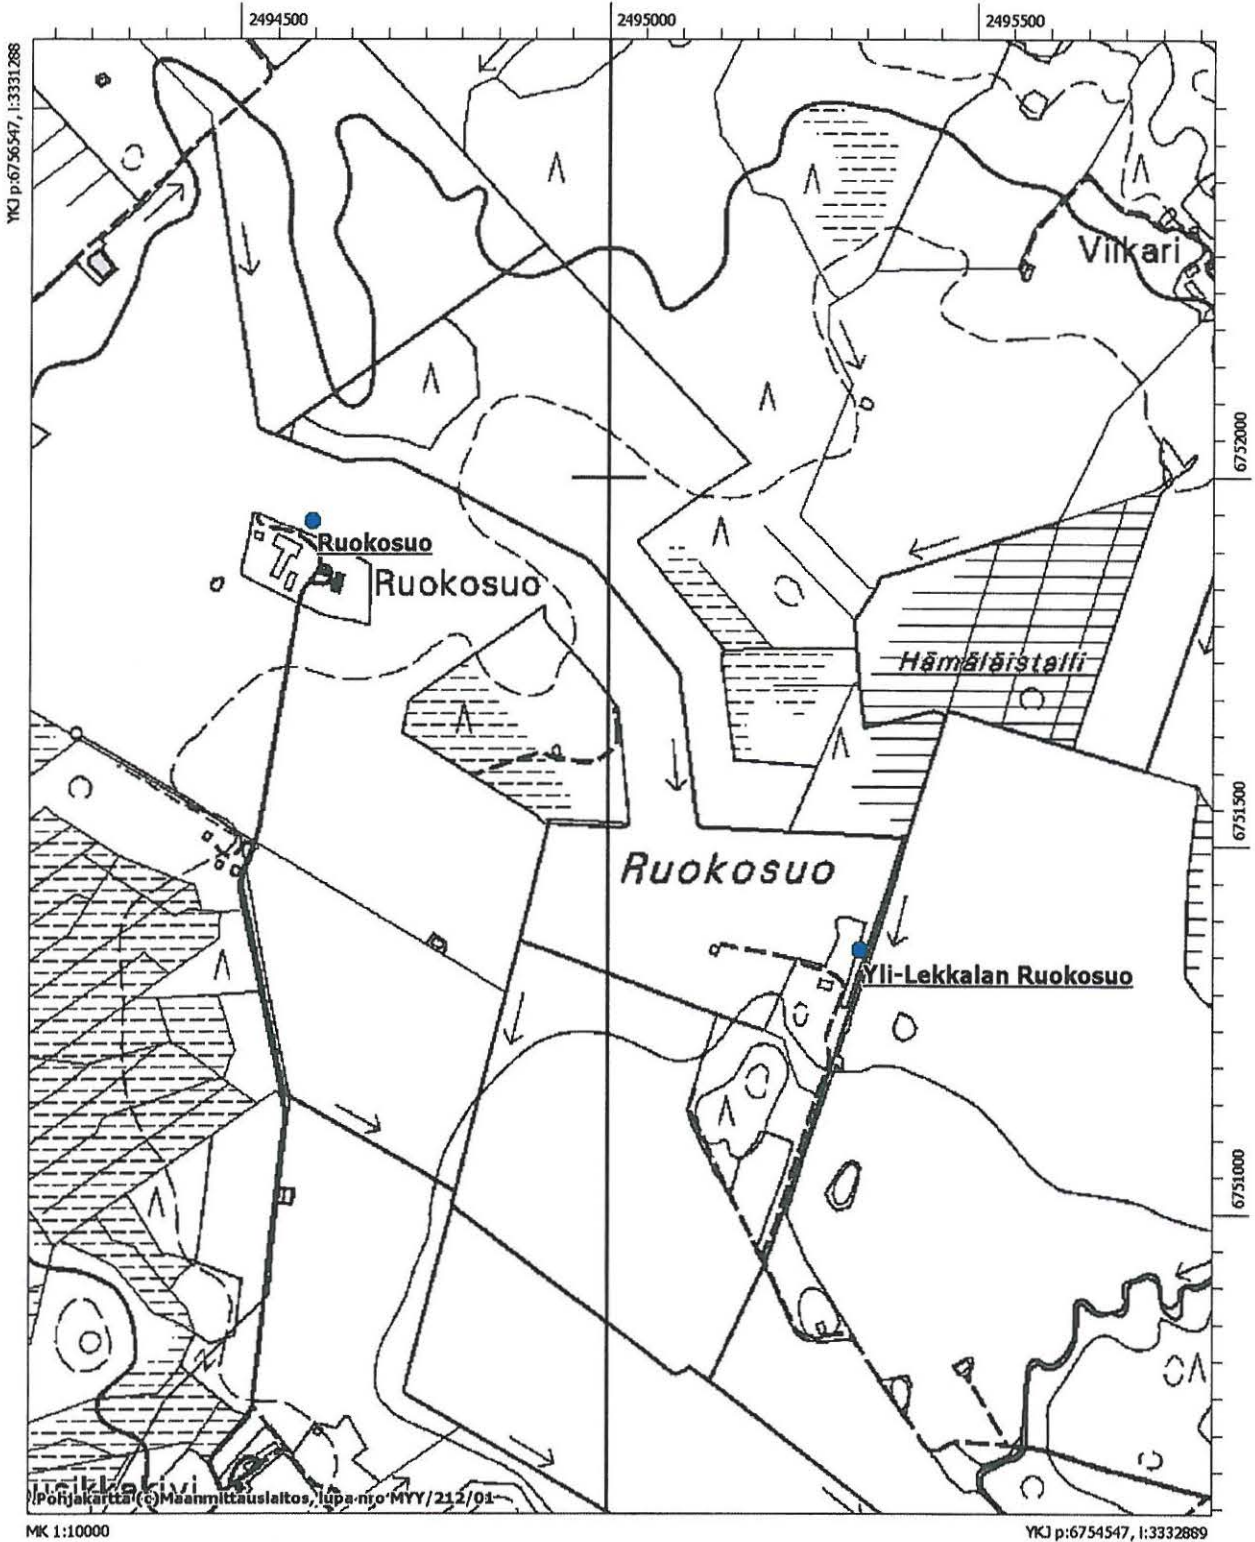 2494500 2495000 2495500
YKJ p:6756547, l:3331288
Viikari
6752000
Ruokosuo
Ruokosuo
Hämäläistalli
6751500
Ruokosuo
Yli-Lekkalan Ruokosuo
6751000
Pohjakartta (c) Maanmittauslaitos, lupa nro MYY/212/01
MK 1:10000 YKJ p:6754547, l:3332889